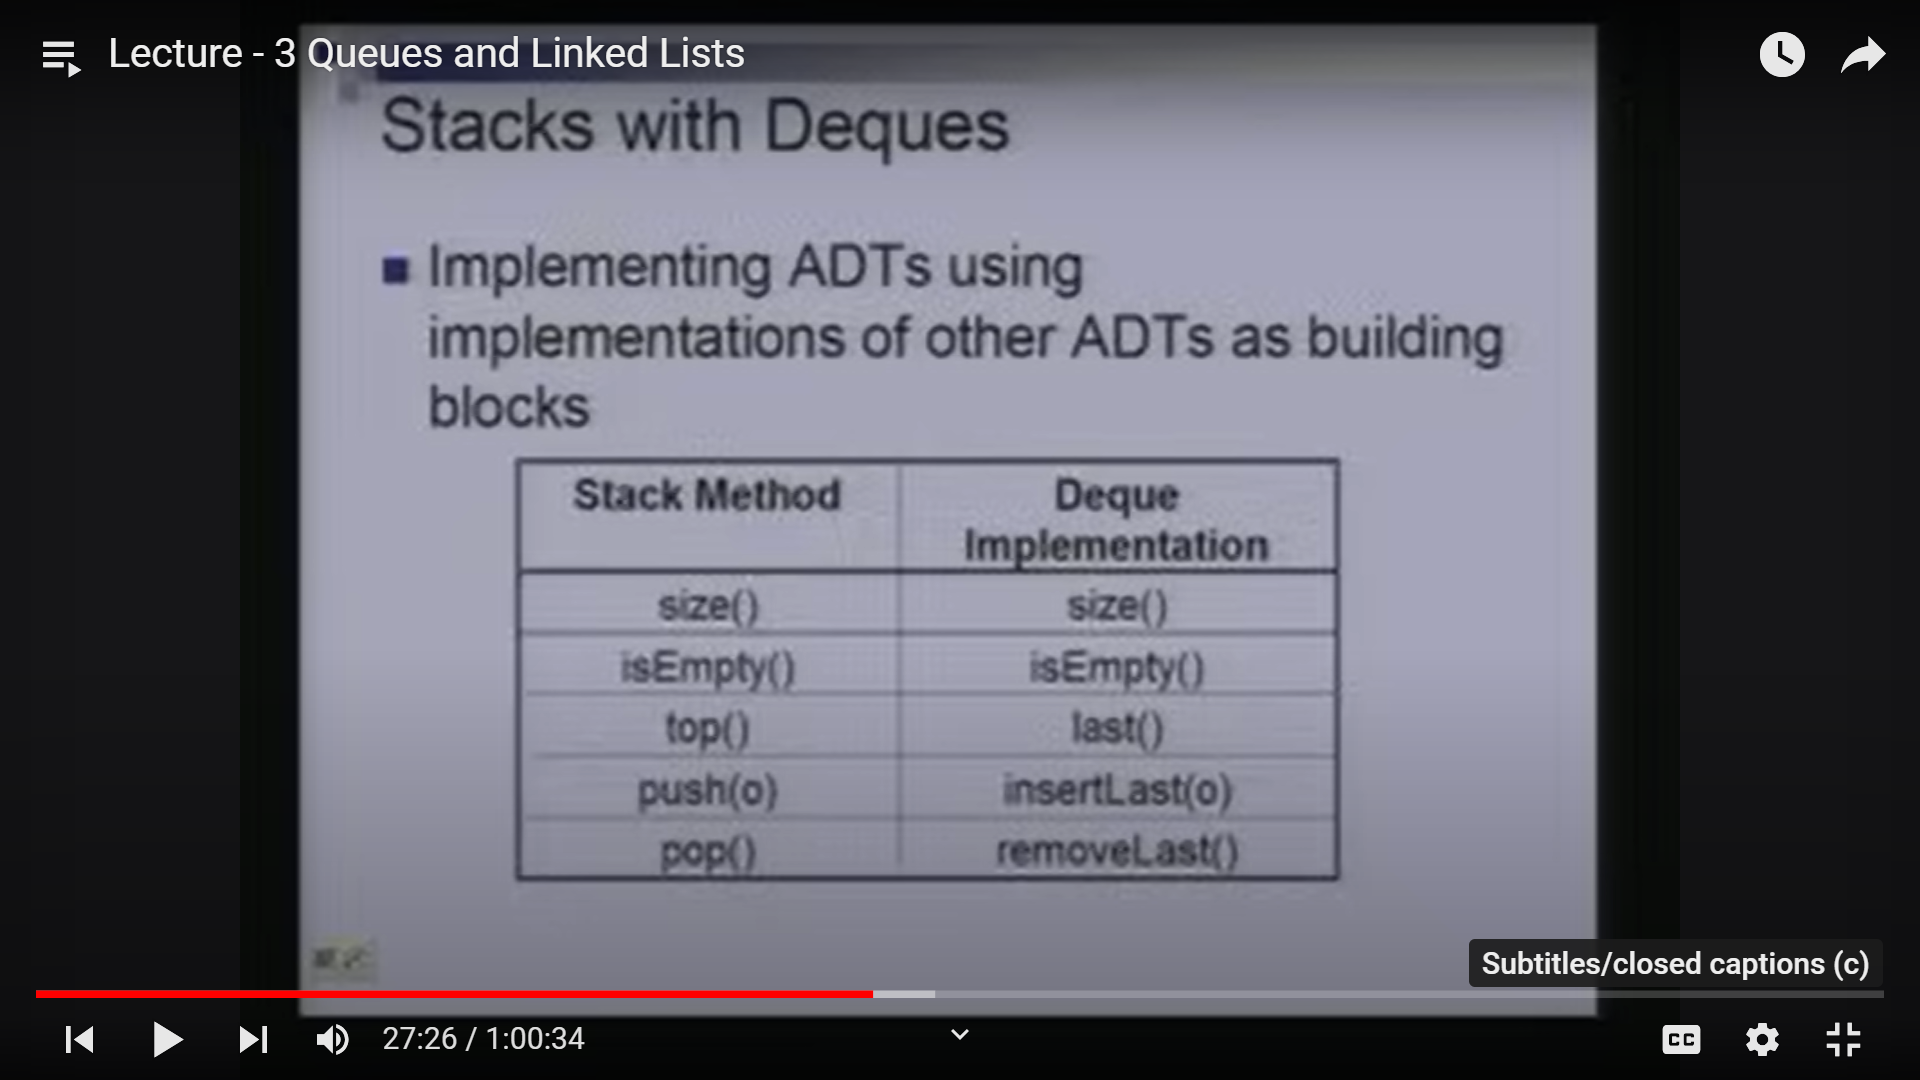 Lecture - 3 Queues and Linked Lists
Stacks with Deques
Implementing ADTs using
implementations of other ADTs as building
blocks
Stack Method Deque
Implementation
size() size()
isEmpty() isEmpty()
top() last()
push(o) insertLast(o)
pop() removeLast()
Subtitles/closed captions (c)
27:26 / 1:00:34
CC